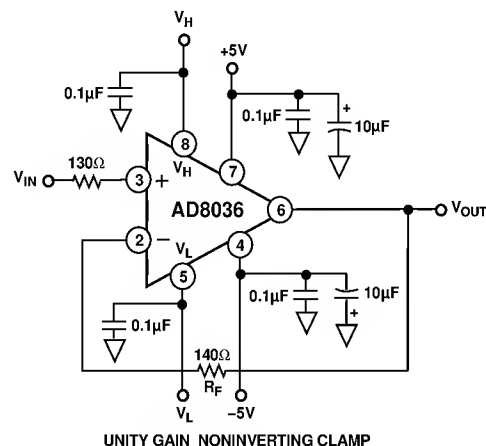 V_H
+5V
0.1µF
0.1µF
+
10µF
8
V_H
7
130Ω
V_IN
3
+
AD8036
6
V_OUT
2
−
V_L
4
5
0.1µF
0.1µF
10µF
+
140Ω
R_F
V_L
−5V
UNITY GAIN NONINVERTING CLAMP